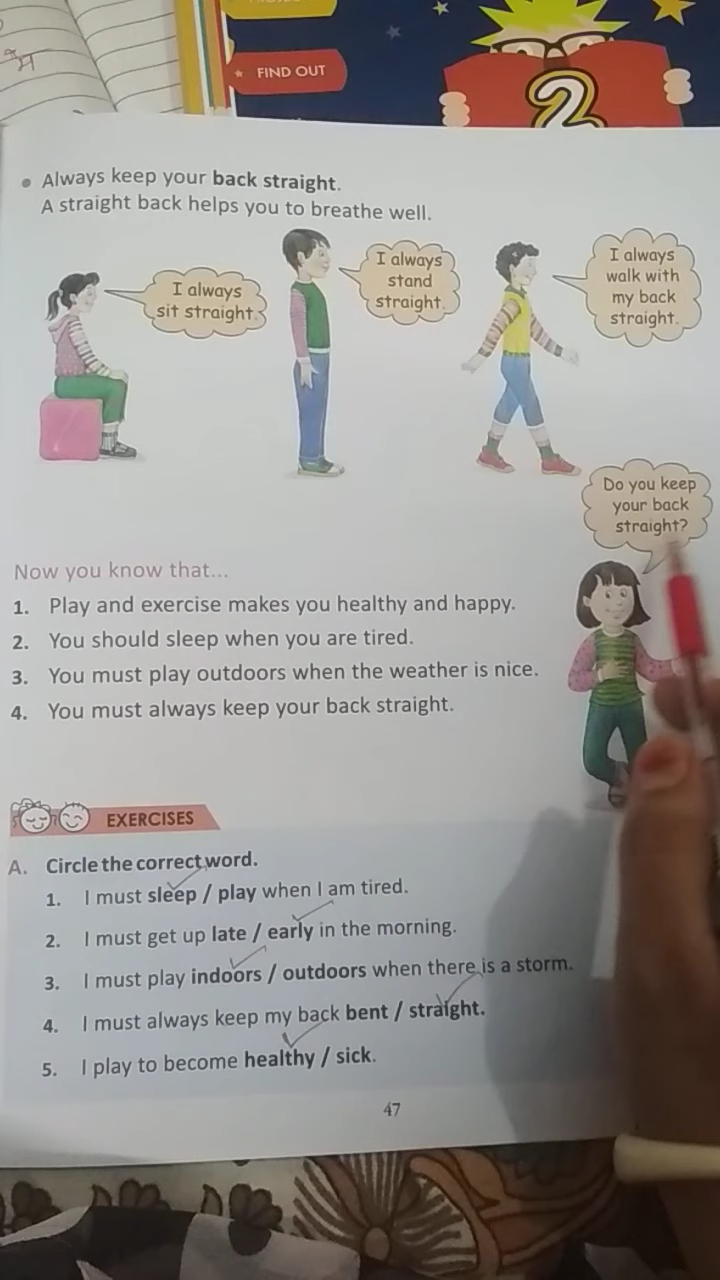 FIND OUT
2
• Always keep your back straight.
A straight back helps you to breathe well.
I always
sit straight.
I always
stand
straight.
I always
walk with
my back
straight.
Do you keep
your back
straight?
Now you know that...
1. Play and exercise makes you healthy and happy.
2. You should sleep when you are tired.
3. You must play outdoors when the weather is nice.
4. You must always keep your back straight.
EXERCISES
A. Circle the correct word.
1. I must sleep / play when I am tired.
2. I must get up late / early in the morning.
3. I must play indoors / outdoors when there is a storm.
4. I must always keep my back bent / straight.
5. I play to become healthy / sick.
47